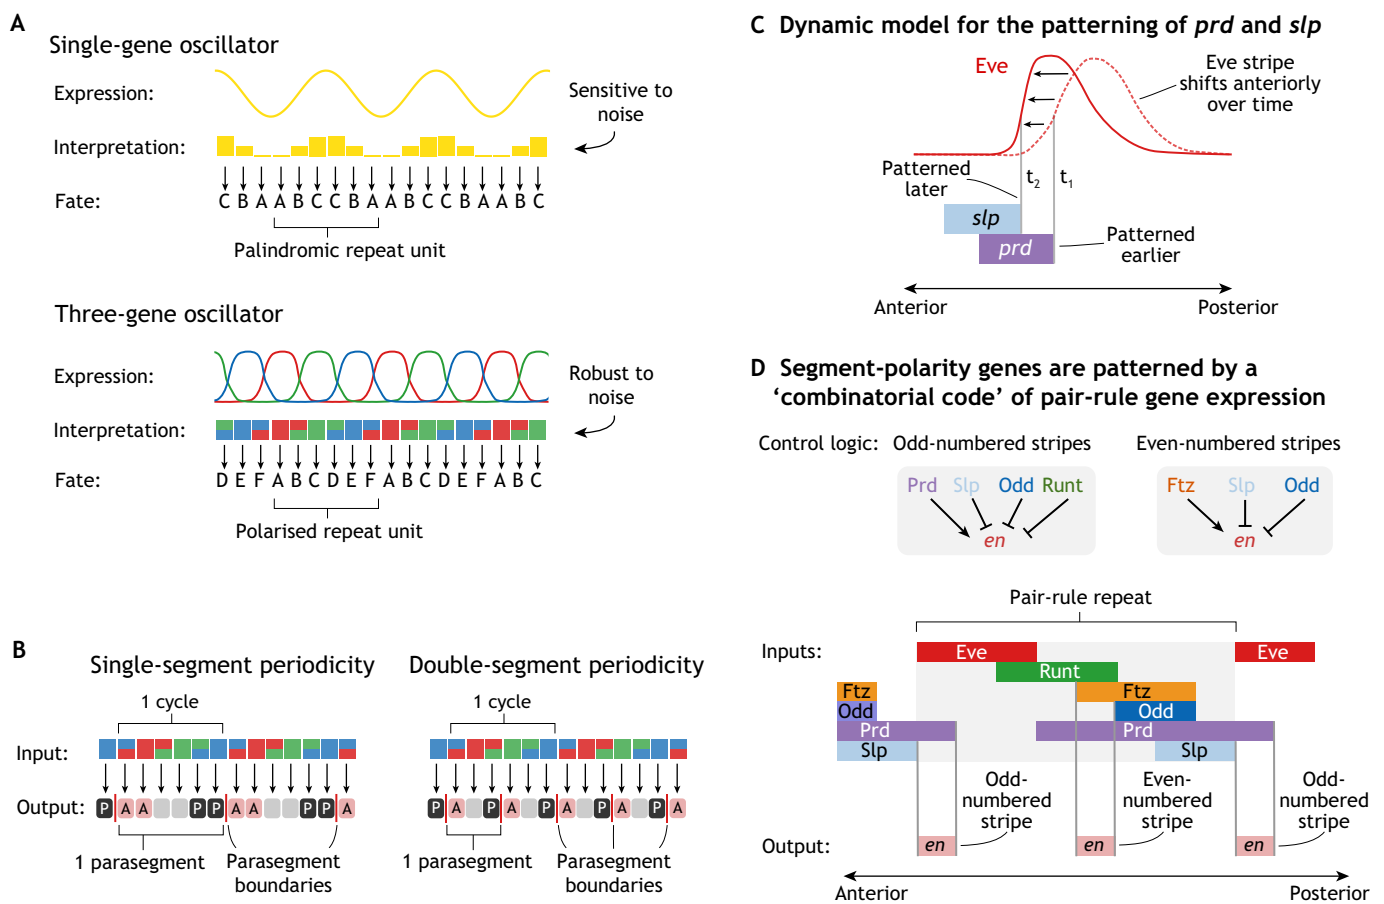 A
Single-gene oscillator
Expression:
Sensitive to
noise
Interpretation:
Fate:
C B A A B C C B A A B C C B A A B C
Palindromic repeat unit
Three-gene oscillator
Expression:
Robust to
noise
Interpretation:
Fate:
D E F A B C D E F A B C D E F A B C
Polarised repeat unit
B
Single-segment periodicity
1 cycle
Input:
Output:
P A A P P A A P P A
1 parasegment
Parasegment
boundaries
Double-segment periodicity
1 cycle
P A P A P A P A P A
1 parasegment
Parasegment
boundaries
C Dynamic model for the patterning of prd and slp
Eve
Eve stripe
shifts anteriorly
over time
Patterned
later
t2 t1
slp
prd
Patterned
earlier
Anterior
Posterior
D Segment-polarity genes are patterned by a
‘combinatorial code’ of pair-rule gene expression
Control logic:
Odd-numbered stripes
Prd Slp Odd Runt
en
Even-numbered stripes
Ftz Slp Odd
en
Pair-rule repeat
Inputs:
Eve
Eve
Runt
Ftz
Ftz
Odd
Odd
Prd
Prd
Slp
Slp
Odd-
numbered
stripe
Even-
numbered
stripe
Odd-
numbered
stripe
Output:
en
en
en
Anterior
Posterior